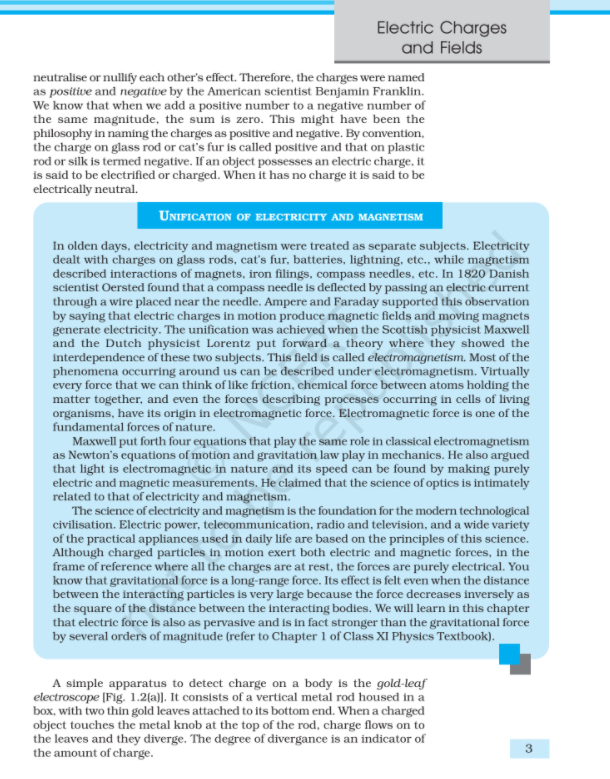 Electric Charges
and Fields
neutralise or nullify each other's effect. Therefore, the charges were named
as positive and negative by the American scientist Benjamin Franklin.
We know that when we add a positive number to a negative number of
the same magnitude, the sum is zero. This might have been the
philosophy in naming the charges as positive and negative. By convention,
the charge on glass rod or cat's fur is called positive and that on plastic
rod or silk is termed negative. If an object possesses an electric charge, it
is said to be electrified or charged. When it has no charge it is said to be
electrically neutral.
UNIFICATION OF ELECTRICITY AND MAGNETISM
In olden days, electricity and magnetism were treated as separate subjects. Electricity
dealt with charges on glass rods, cat's fur, batteries, lightning, etc., while magnetism
described interactions of magnets, iron filings, compass needles, etc. In 1820 Danish
scientist Oersted found that a compass needle is deflected by passing an electric current
through a wire placed near the needle. Ampere and Faraday supported this observation
by saying that electric charges in motion produce magnetic fields and moving magnets
generate electricity. The unification was achieved when the Scottish physicist Maxwell
and the Dutch physicist Lorentz put forward a theory where they showed the
interdependence of these two subjects. This field is called electromagnetism. Most of the
phenomena occurring around us can be described under electromagnetism. Virtually
every force that we can think of like friction, chemical force between atoms holding the
matter together, and even the forces describing processes occurring in cells of living
organisms, have its origin in electromagnetic force. Electromagnetic force is one of the
fundamental forces of nature.
Maxwell put forth four equations that play the same role in classical electromagnetism
as Newton's equations of motion and gravitation law play in mechanics. He also argued
that light is electromagnetic in nature and its speed can be found by making purely
electric and magnetic measurements. He claimed that the science of optics is intimately
related to that of electricity and magnetism.
The science of electricity and magnetism is the foundation for the modern technological
civilisation. Electric power, telecommunication, radio and television, and a wide variety
of the practical appliances used in daily life are based on the principles of this science.
Although charged particles in motion exert both electric and magnetic forces, in the
frame of reference where all the charges are at rest, the forces are purely electrical. You
know that gravitational force is a long-range force. Its effect is felt even when the distance
between the interacting particles is very large because the force decreases inversely as
the square of the distance between the interacting bodies. We will learn in this chapter
that electric force is also as pervasive and is in fact stronger than the gravitational force
by several orders of magnitude (refer to Chapter 1 of Class XI Physics Textbook).
© NCERT
not to be republished
A simple apparatus to detect charge on a body is the gold-leaf
electroscope [Fig. 1.2(a)]. It consists of a vertical metal rod housed in a
box, with two thin gold leaves attached to its bottom end. When a charged
object touches the metal knob at the top of the rod, charge flows on to
the leaves and they diverge. The degree of divergance is an indicator of
the amount of charge.
3